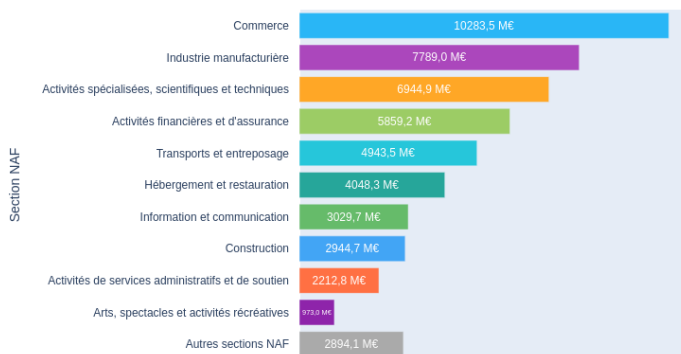 Commerce 10283,5 M€
Industrie manufacturière 7789,0 M€
Activités spécialisées, scientifiques et techniques 6944,9 M€
Activités financières et d'assurance 5859,2 M€
Transports et entreposage 4943,5 M€
Hébergement et restauration 4048,3 M€
Information et communication 3029,7 M€
Construction 2944,7 M€
Activités de services administratifs et de soutien 2212,8 M€
Arts, spectacles et activités récréatives 973,0 M€
Autres sections NAF 2894,1 M€
Section NAF